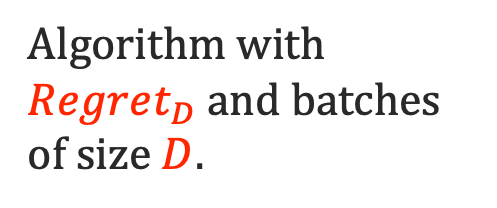 Algorithm with
Regret_D and batches
of size D.